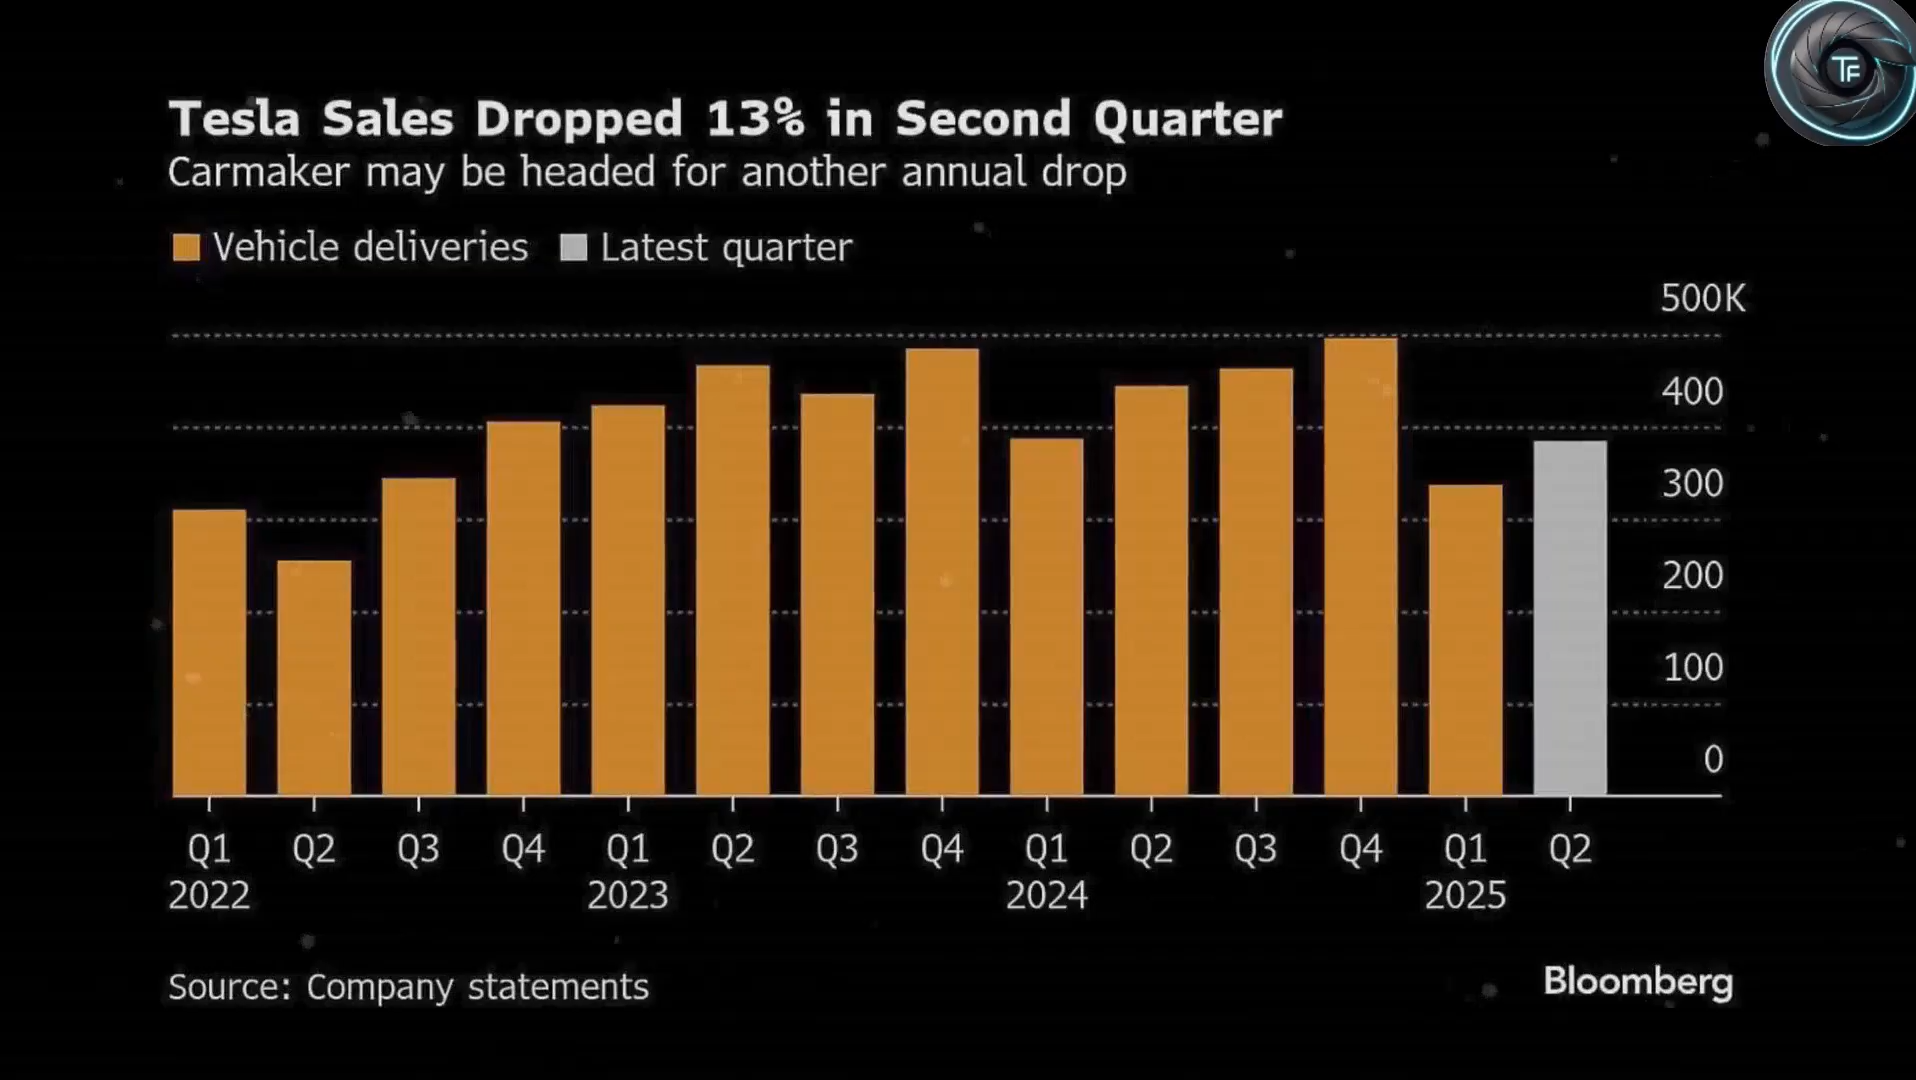 TF
Tesla Sales Dropped 13% in Second Quarter
Carmaker may be headed for another annual drop
Vehicle deliveries Latest quarter
500K
400
300
200
100
0
Q1 Q2 Q3 Q4 Q1 Q2 Q3 Q4 Q1 Q2 Q3 Q4 Q1 Q2
2022 2023 2024 2025
Source: Company statements Bloomberg